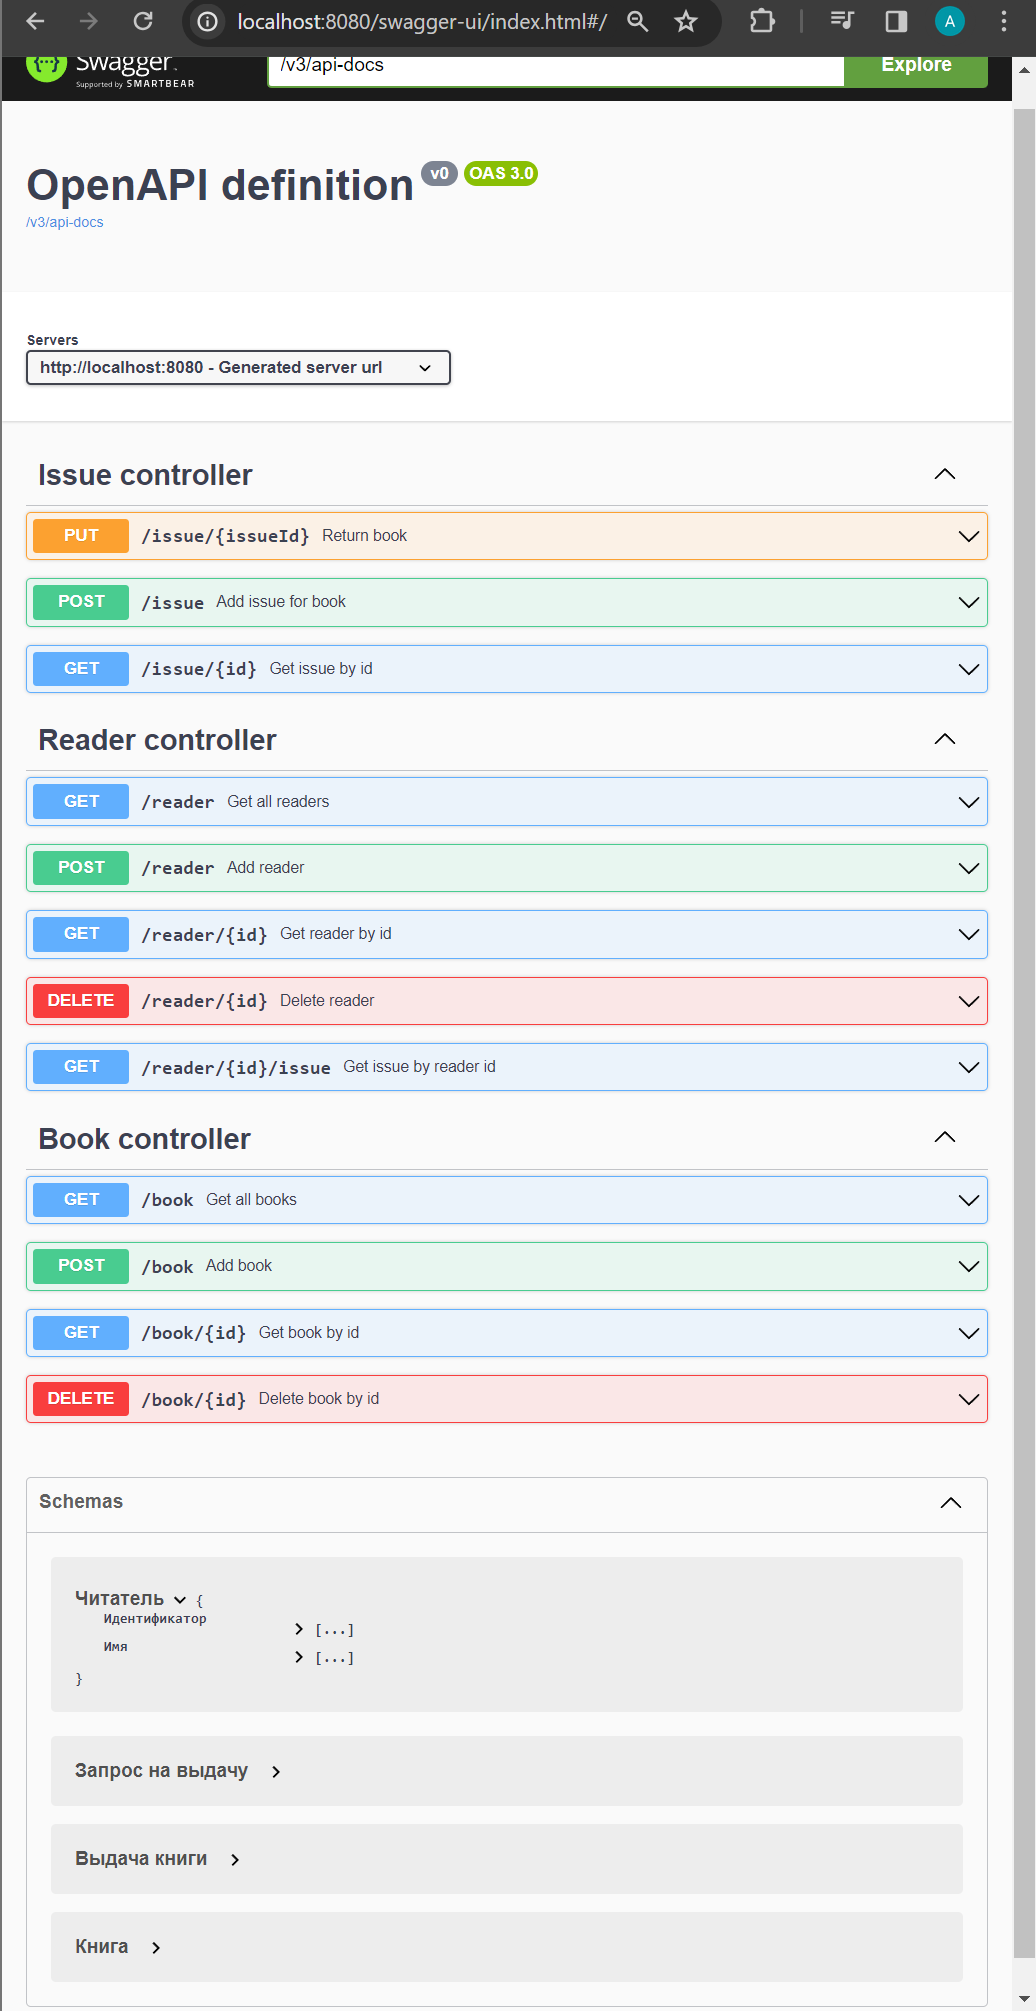 localhost:8080/swagger-ui/index.html#/
A
Swagger
Supported by SMARTBEAR
/v3/api-docs
Explore
OpenAPI definition v0 OAS 3.0
/v3/api-docs
Servers
http://localhost:8080 - Generated server url
Issue controller
PUT /issue/{issueId} Return book
POST /issue Add issue for book
GET /issue/{id} Get issue by id
Reader controller
GET /reader Get all readers
POST /reader Add reader
GET /reader/{id} Get reader by id
DELETE /reader/{id} Delete reader
GET /reader/{id}/issue Get issue by reader id
Book controller
GET /book Get all books
POST /book Add book
GET /book/{id} Get book by id
DELETE /book/{id} Delete book by id
Schemas
Читатель {
Идентификатор [...]
Имя [...]
}
Запрос на выдачу
Выдача книги
Книга